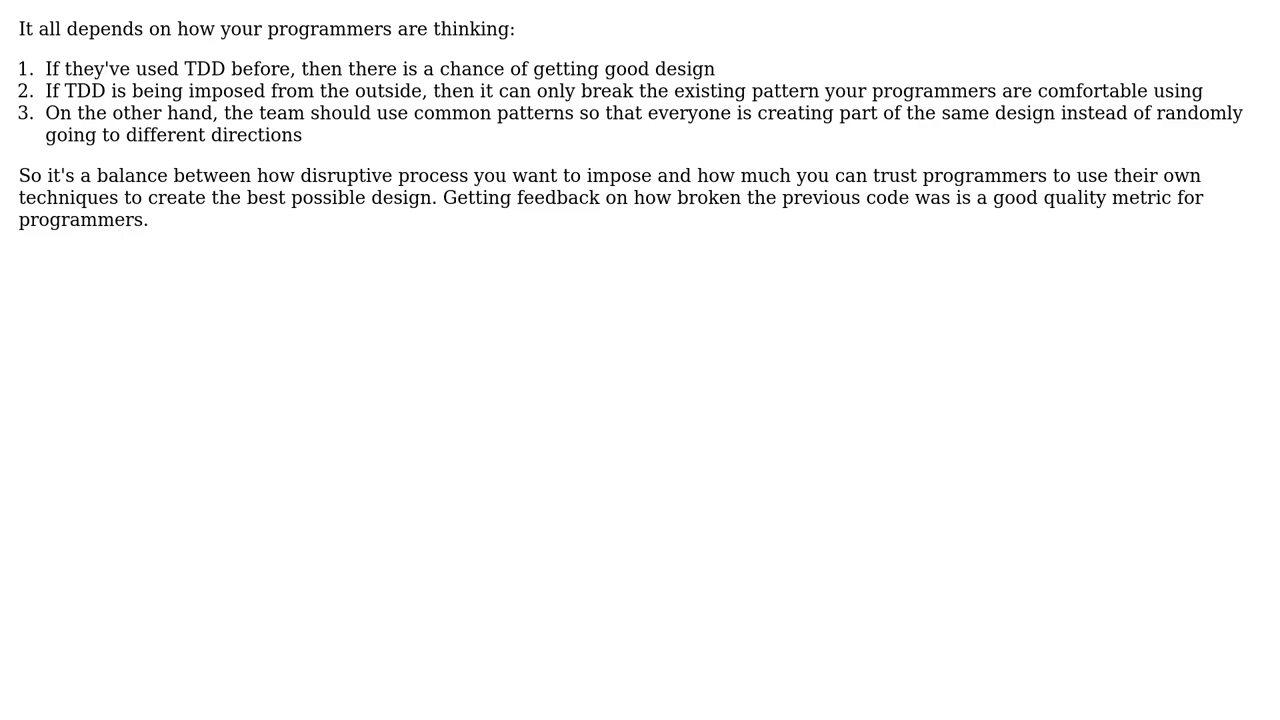 It all depends on how your programmers are thinking:
1. If they've used TDD before, then there is a chance of getting good design
2. If TDD is being imposed from the outside, then it can only break the existing pattern your programmers are comfortable using
3. On the other hand, the team should use common patterns so that everyone is creating part of the same design instead of randomly
going to different directions
So it's a balance between how disruptive process you want to impose and how much you can trust programmers to use their own
techniques to create the best possible design. Getting feedback on how broken the previous code was is a good quality metric for
programmers.